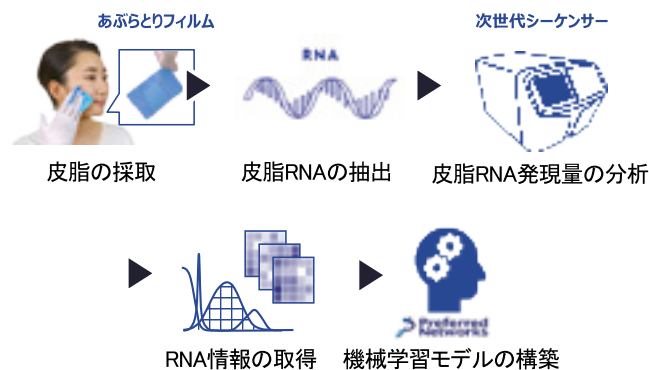 あぶらとりフィルム
RNA
次世代シーケンサー
皮脂の採取
皮脂RNAの抽出
皮脂RNA発現量の分析
Preferred
Networks
RNA情報の取得
機械学習モデルの構築